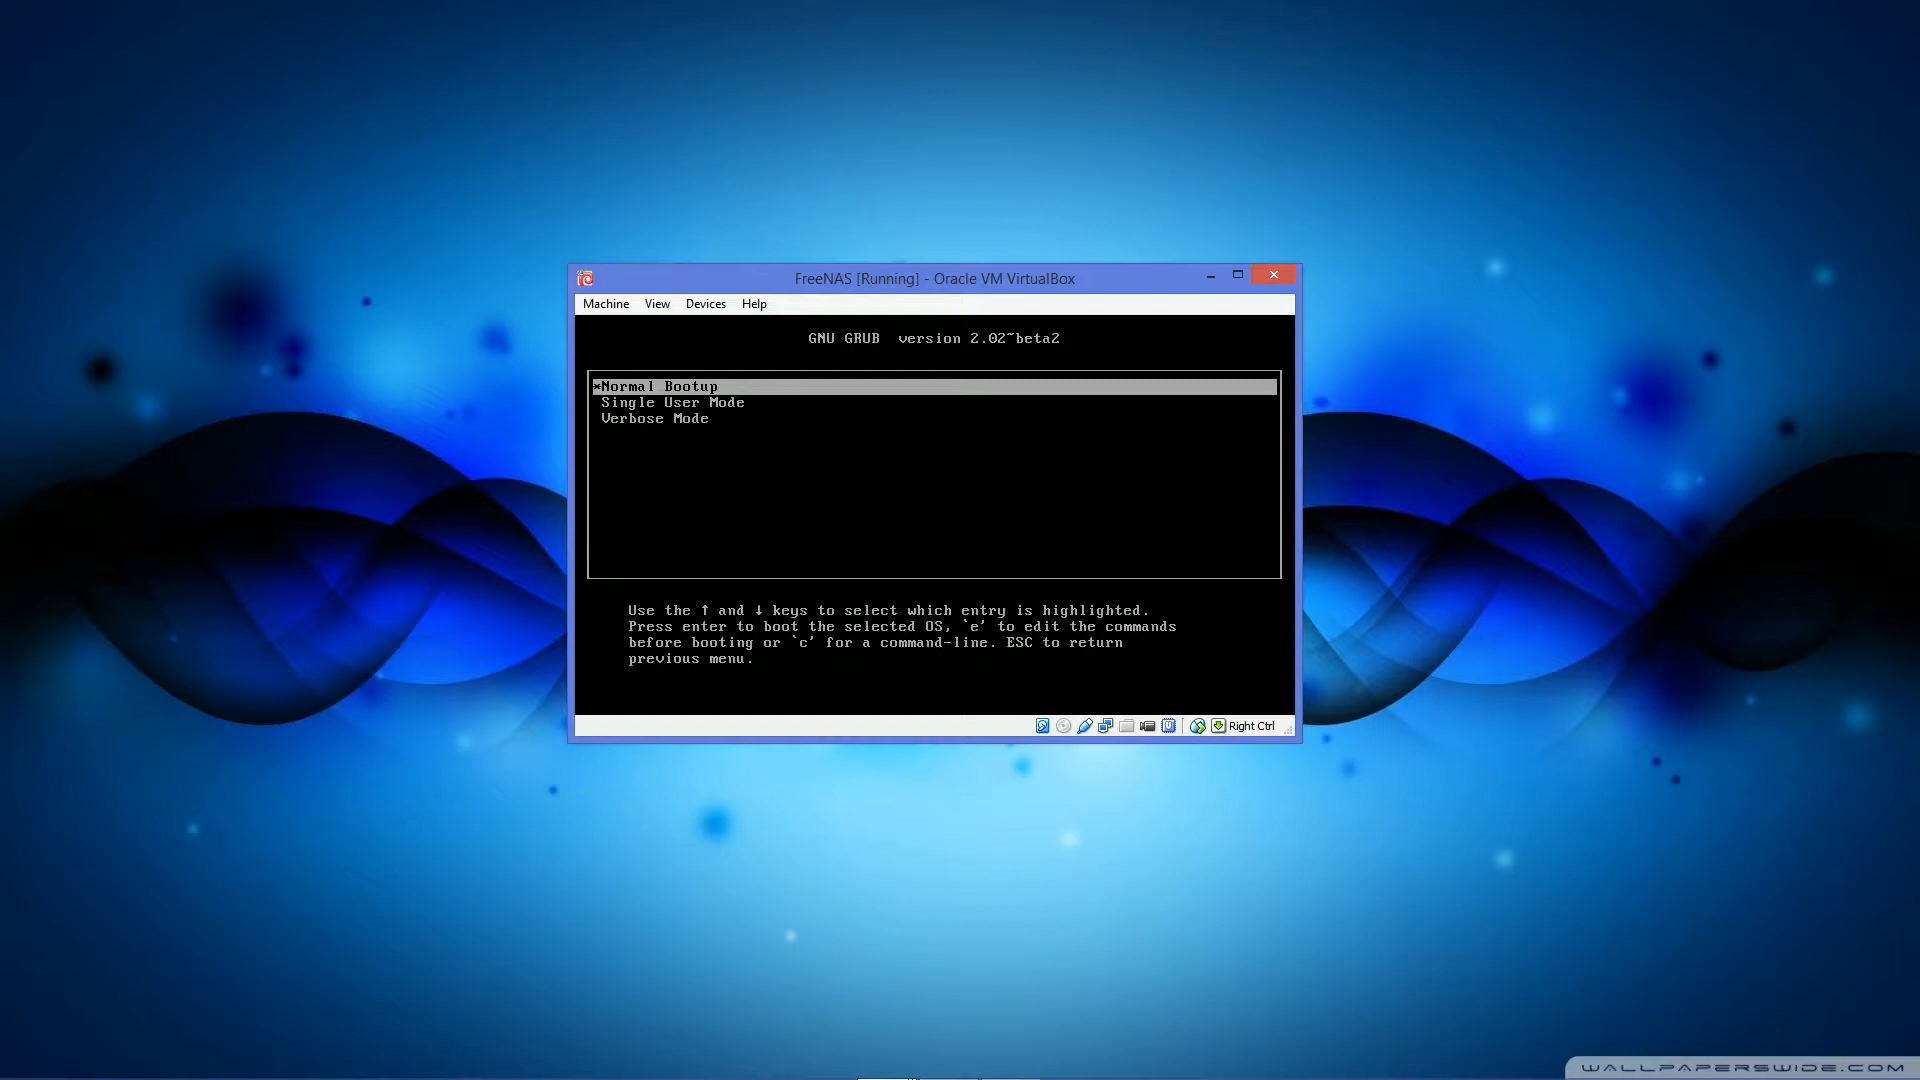 FreeNAS [Running] - Oracle VM VirtualBox
Machine View Devices Help
GNU GRUB version 2.02~beta2
*Normal Bootup
Single User Mode
Verbose Mode
Use the ↑ and ↓ keys to select which entry is highlighted.
Press enter to boot the selected OS, `e' to edit the commands
before booting or `c' for a command-line. ESC to return
previous menu.
Right Ctrl
WALLPAPERSWIDE.COM